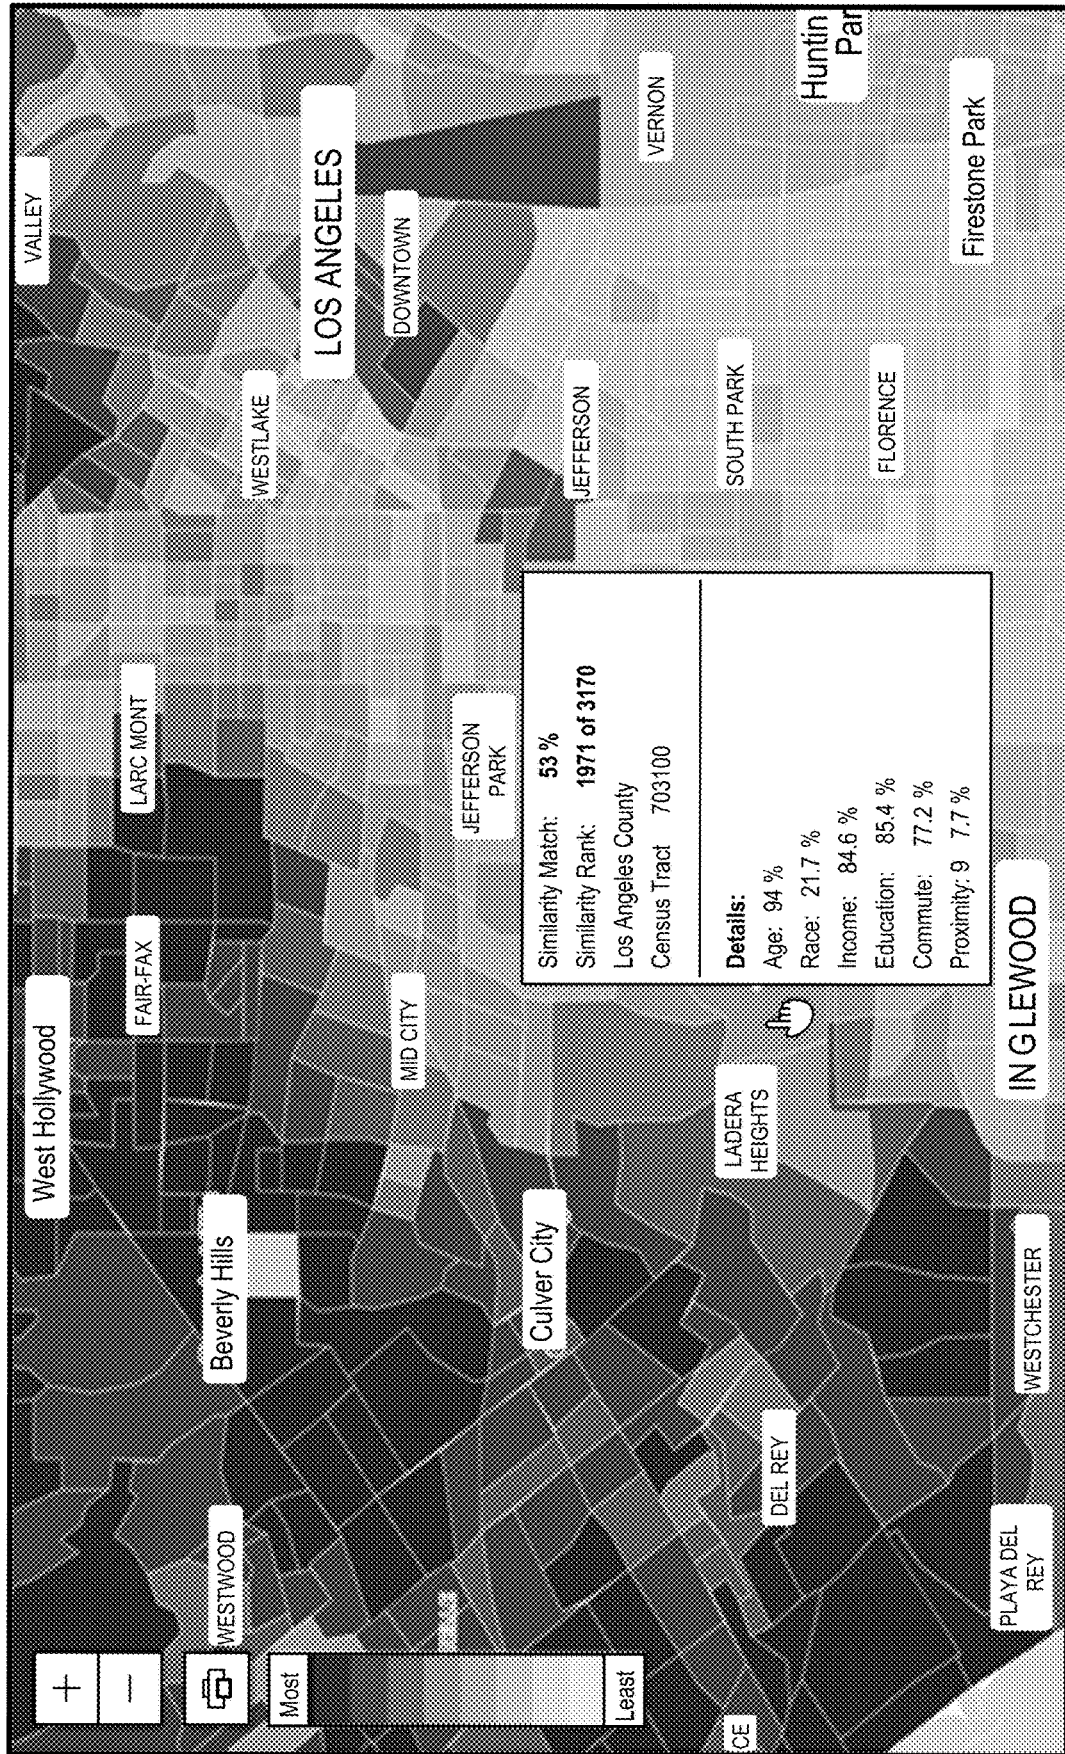 +
−
Most
Least
CE
WESTWOOD
Beverly Hills
West Hollywood
FAIR-FAX
LARC MONT
VALLEY
WESTLAKE
LOS ANGELES
DOWNTOWN
MID CITY
JEFFERSON
PARK
JEFFERSON
VERNON
Culver City
SOUTH PARK
Huntin
Par
LADERA
HEIGHTS
DEL REY
FLORENCE
Firestone Park
PLAYA DEL
REY
WESTCHESTER
IN G LEWOOD
Similarity Match: 53 %
Similarity Rank: 1971 of 3170
Los Angeles County
Census Tract 703100
Details:
Age: 94 %
Race: 21.7 %
Income: 84.6 %
Education: 85.4 %
Commute: 77.2 %
Proximity: 9 7.7 %